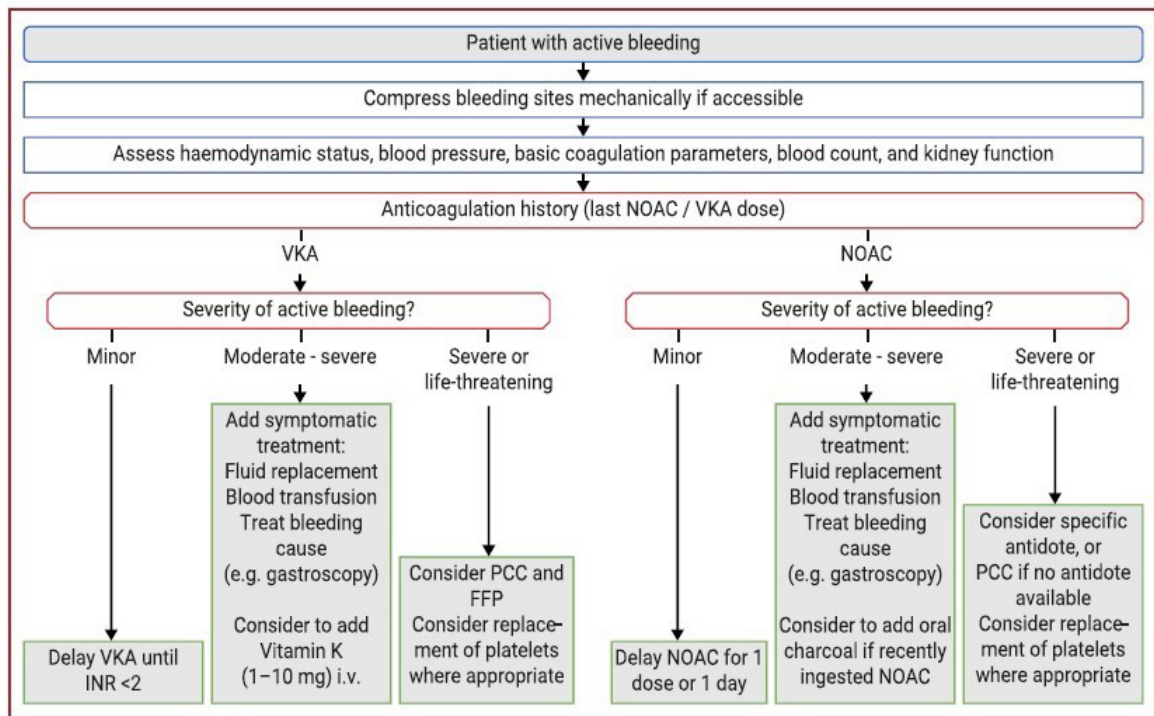 Patient with active bleeding
Compress bleeding sites mechanically if accessible
Assess haemodynamic status, blood pressure, basic coagulation parameters, blood count, and kidney function
Anticoagulation history (last NOAC / VKA dose)
VKA
Severity of active bleeding?
Minor
Delay VKA until
INR <2
Moderate - severe
Add symptomatic
treatment:
Fluid replacement
Blood transfusion
Treat bleeding
cause
(e.g. gastroscopy)
Consider to add
Vitamin K
(1–10 mg) i.v.
Severe or
life-threatening
Consider PCC and
FFP
Consider replace-
ment of platelets
where appropriate
NOAC
Severity of active bleeding?
Minor
Delay NOAC for 1
dose or 1 day
Moderate - severe
Add symptomatic
treatment:
Fluid replacement
Blood transfusion
Treat bleeding
cause
(e.g. gastroscopy)
Consider to add oral
charcoal if recently
ingested NOAC
Severe or
life-threatening
Consider specific
antidote, or
PCC if no antidote
available
Consider replace-
ment of platelets
where appropriate